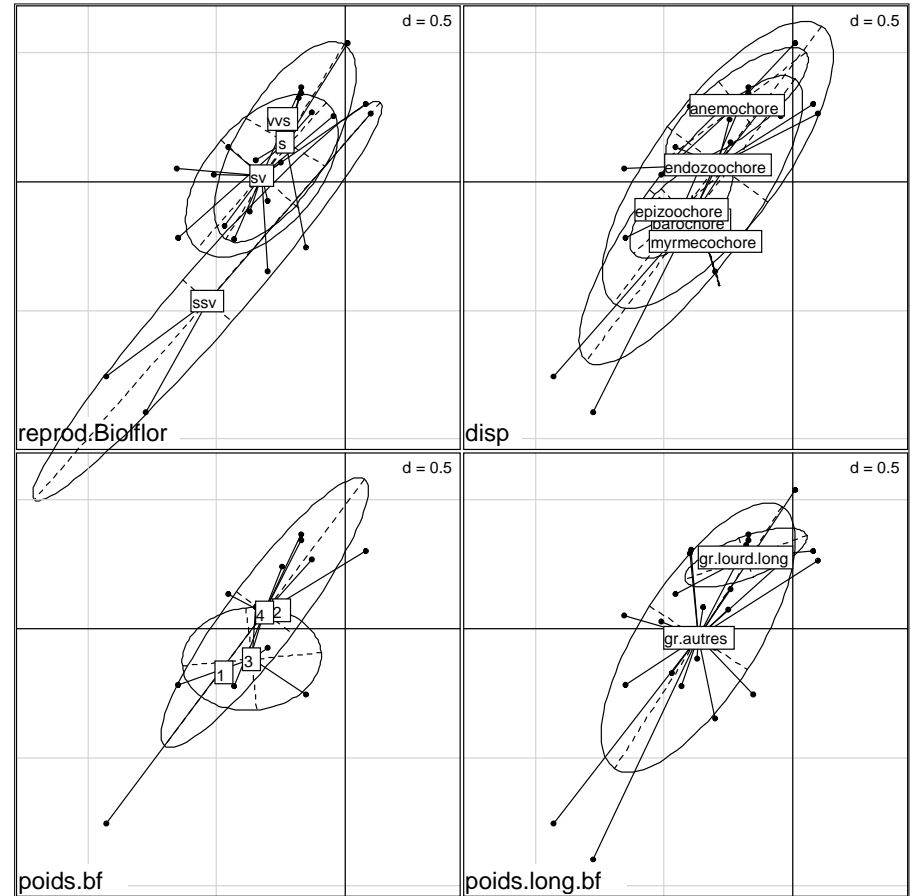 d = 0.5
vvs
s
sv
ssv
reprod.Biolflor
d = 0.5
anemochore
endozoochore
epizoochore
barochore
myrmecochore
disp
d = 0.5
4
2
3
1
poids.bf
d = 0.5
gr.lourd.long
gr.autres
poids.long.bf